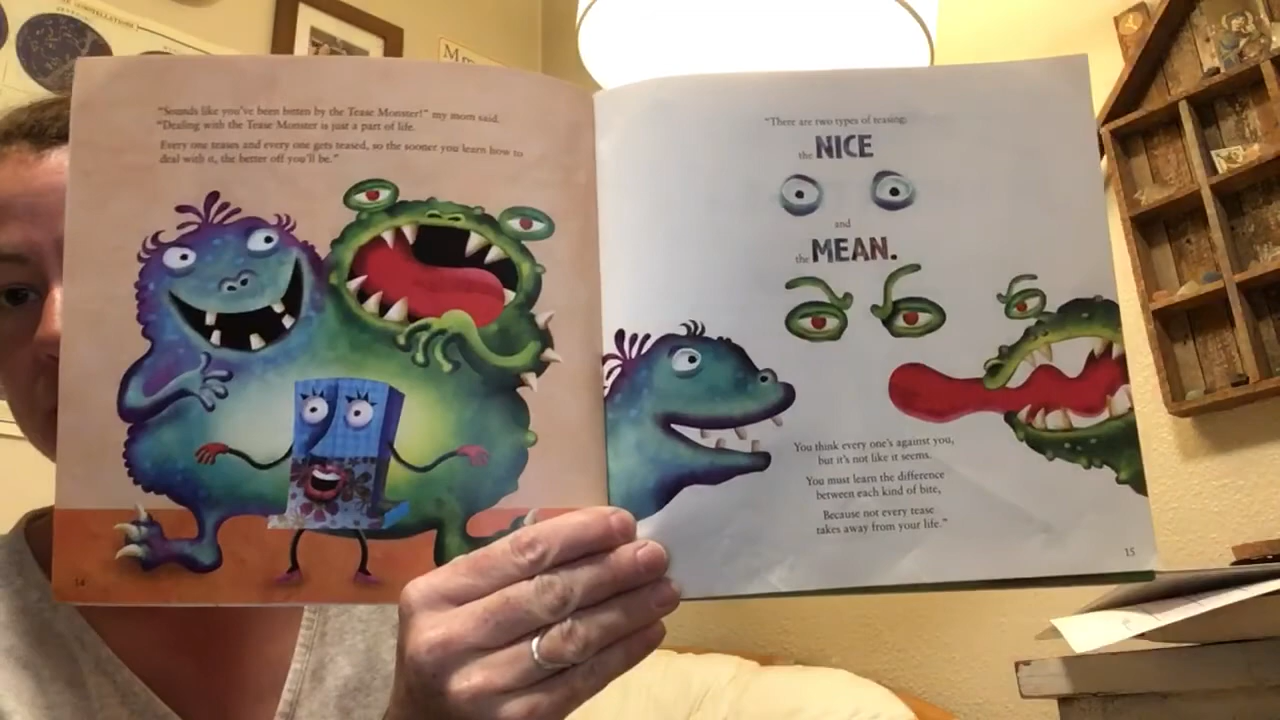 CONSTELLATIONS
M
"Sounds like you've been bitten by the Tease Monster!" my mom said.
"Dealing with the Tease Monster is just a part of life.
Every one teases and every one gets teased, so the sooner you learn how to
deal with it, the better off you'll be."
14
"There are two types of teasing:
the NICE
and
the MEAN.
You think every one's against you,
but it's not like it seems.
You must learn the difference
between each kind of bite,
Because not every tease
takes away from your life."
15